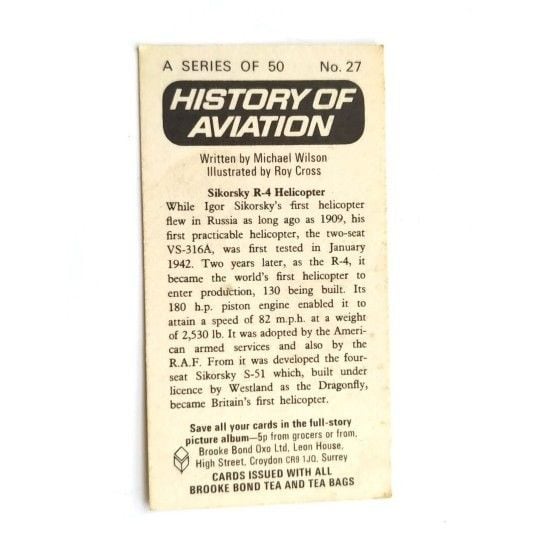 A SERIES OF 50 No. 27
HISTORY OF
AVIATION
Written by Michael Wilson
Illustrated by Roy Cross
Sikorsky R-4 Helicopter
While Igor Sikorsky's first helicopter
flew in Russia as long ago as 1909, his
first practicable helicopter, the two-seat
VS-316A, was first tested in January
1942. Two years later, as the R-4, it
became the world's first helicopter to
enter production, 130 being built. Its
180 h.p. piston engine enabled it to
attain a speed of 82 m.p.h. at a weight
of 2,530 lb. It was adopted by the Ameri-
can armed services and also by the
R.A.F. From it was developed the four-
seat Sikorsky S-51 which, built under
licence by Westland as the Dragonfly,
became Britain's first helicopter.
Save all your cards in the full-story
picture album—5p from grocers or from,
Brooke Bond Oxo Ltd, Leon House,
High Street, Croydon CR9 1JQ, Surrey
CARDS ISSUED WITH ALL
BROOKE BOND TEA AND TEA BAGS